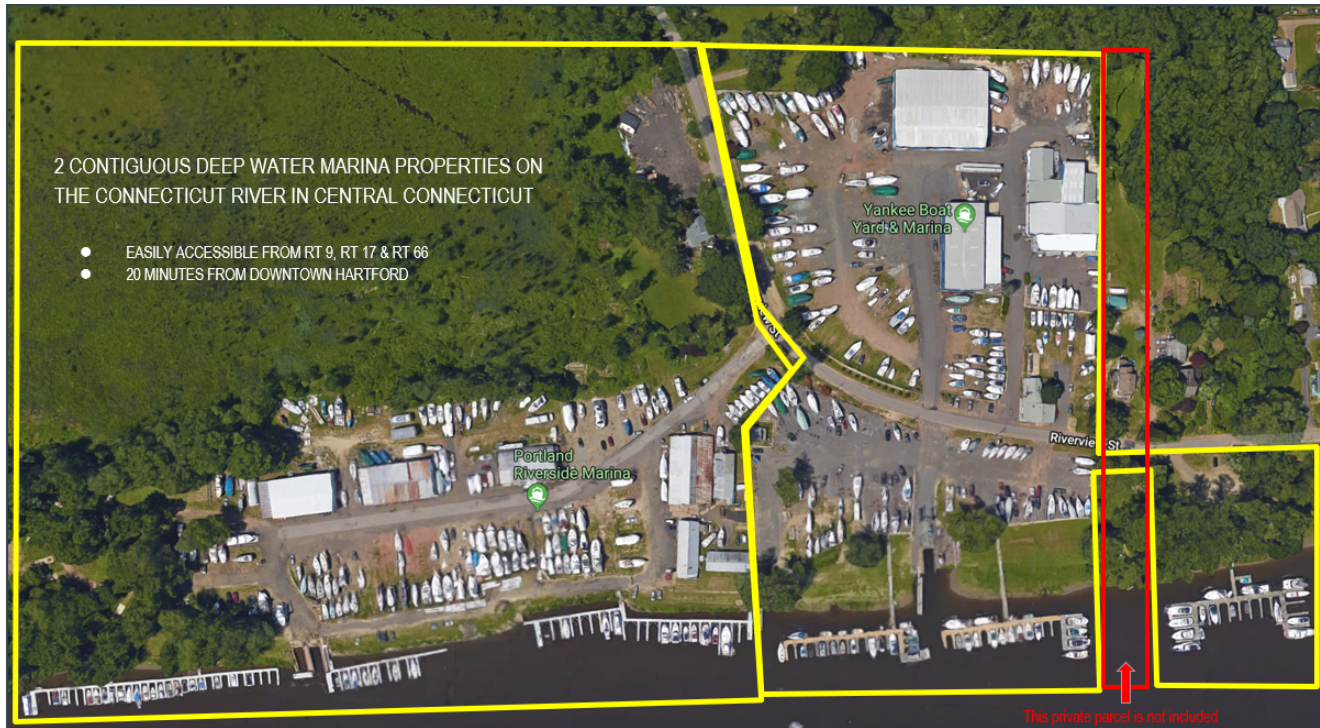 2 CONTIGUOUS DEEP WATER MARINA PROPERTIES ON
THE CONNECTICUT RIVER IN CENTRAL CONNECTICUT
● EASILY ACCESSIBLE FROM RT 9, RT 17 & RT 66
● 20 MINUTES FROM DOWNTOWN HARTFORD
Yankee Boat
Yard & Marina
Portland
Riverside Marina
Riverview St
This private parcel is not included